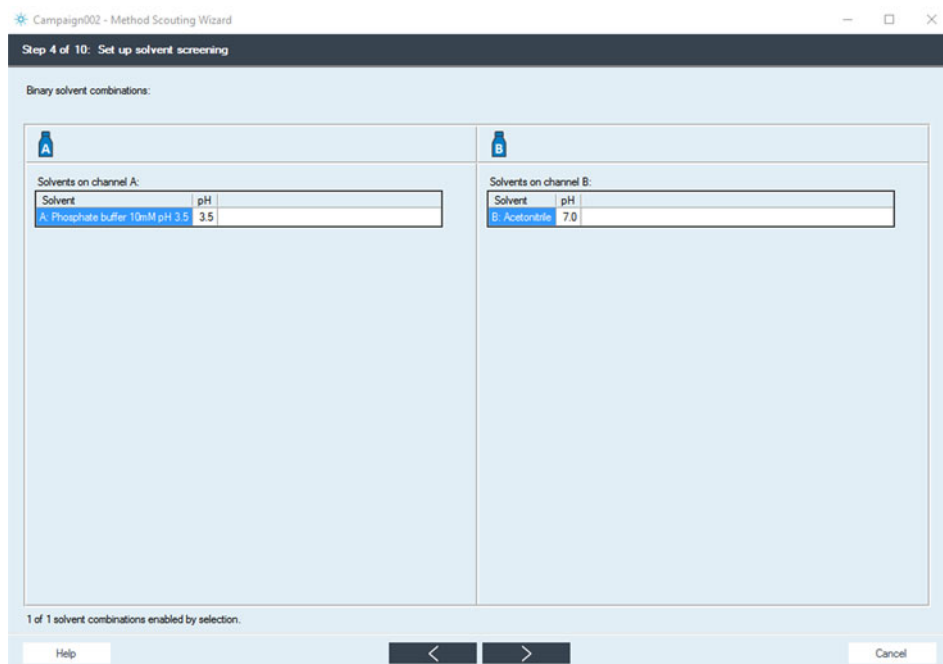 Campaign002 - Method Scouting Wizard
Step 4 of 10: Set up solvent screening
Binary solvent combinations:
A
B
Solvents on channel A:
Solvent pH
A: Phosphate buffer 10mM pH 3.5 3.5
Solvents on channel B:
Solvent pH
B: Acetonitrile 7.0
1 of 1 solvent combinations enabled by selection.
Help
Cancel